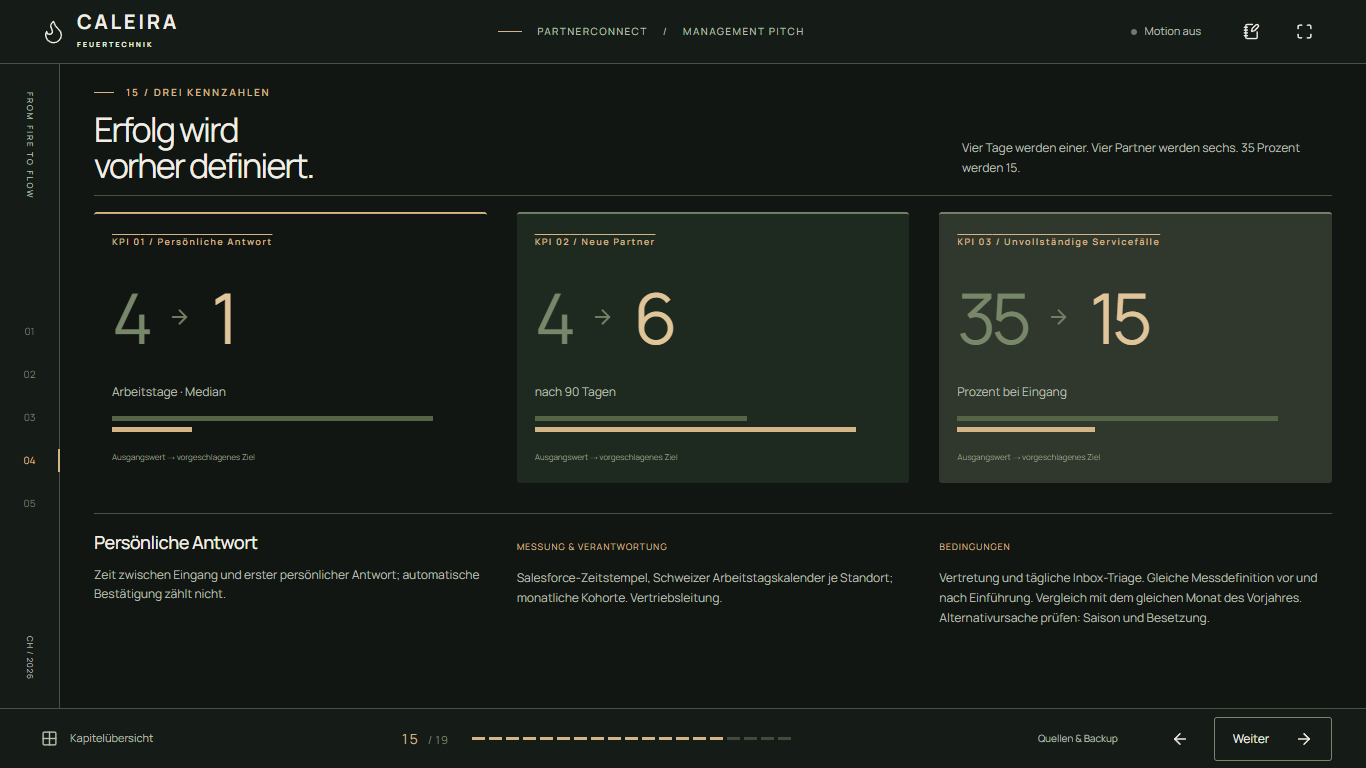 CALEIRA
FEUERTECHNIK
PARTNERCONNECT / MANAGEMENT PITCH
Motion aus
FROM FIRE TO FLOW
01
02
03
04
05
CH / 2026
15 / DREI KENNZAHLEN
Erfolg wird
vorher definiert.
Vier Tage werden einer. Vier Partner werden sechs. 35 Prozent
werden 15.
KPI 01 / Persönliche Antwort
4 → 1
Arbeitstage · Median
Ausgangswert → vorgeschlagenes Ziel
KPI 02 / Neue Partner
4 → 6
nach 90 Tagen
Ausgangswert → vorgeschlagenes Ziel
KPI 03 / Unvollständige Servicefälle
35 → 15
Prozent bei Eingang
Ausgangswert → vorgeschlagenes Ziel
Persönliche Antwort
Zeit zwischen Eingang und erster persönlicher Antwort; automatische
Bestätigung zählt nicht.
MESSUNG & VERANTWORTUNG
Salesforce-Zeitstempel, Schweizer Arbeitstagskalender je Standort;
monatliche Kohorte. Vertriebsleitung.
BEDINGUNGEN
Vertretung und tägliche Inbox-Triage. Gleiche Messdefinition vor und
nach Einführung. Vergleich mit dem gleichen Monat des Vorjahres.
Alternativursache prüfen: Saison und Besetzung.
Kapitelübersicht
15 / 19
Quellen & Backup
Weiter